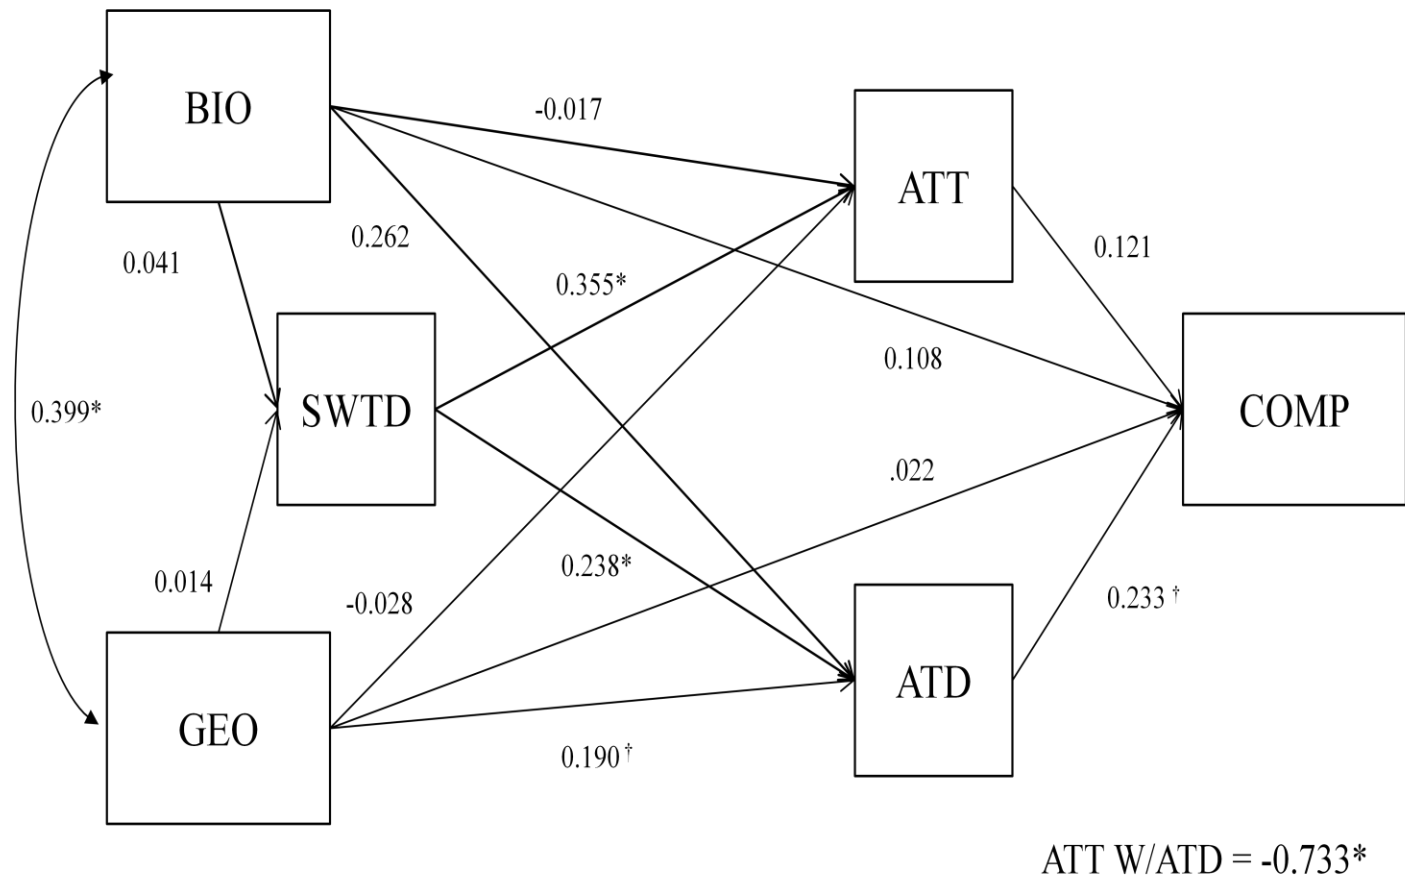 BIO
-0.017
ATT
0.262
0.121
0.041
0.355*
0.108
0.399*
SWTD
COMP
.022
0.238*
0.014
-0.028
0.233 †
ATD
GEO
0.190 †
ATT W/ATD = -0.733*